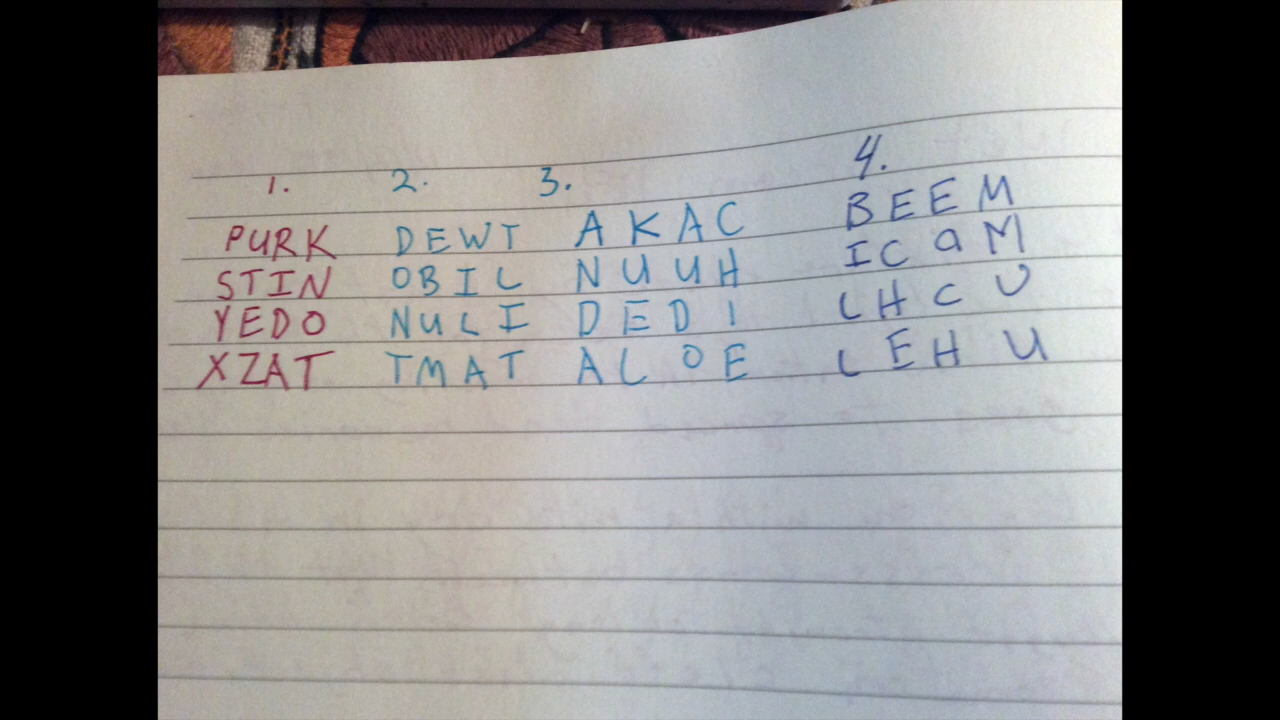 1. 2. 3. 4.
PURK DEWT AKAC BEEM
STIN OBIL NUUH ICaM
YEDO NULI DEDI LHCU
XZAT TMAT ALOE LEHU